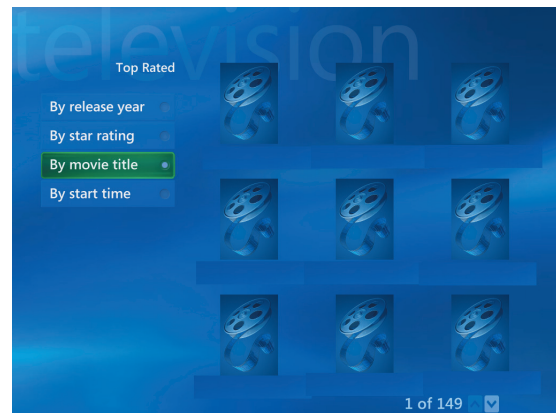 television
Top Rated
By release year
By star rating
By movie title
By start time
1 of 149